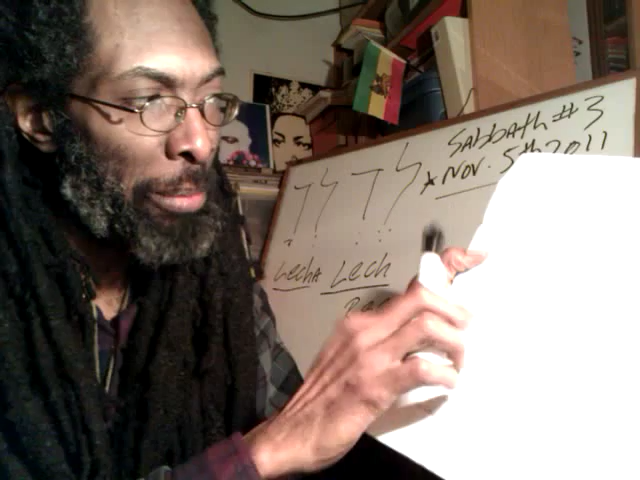 Sabbath #3
* Nov. 5th 2011
לך לך
Lecha Lech